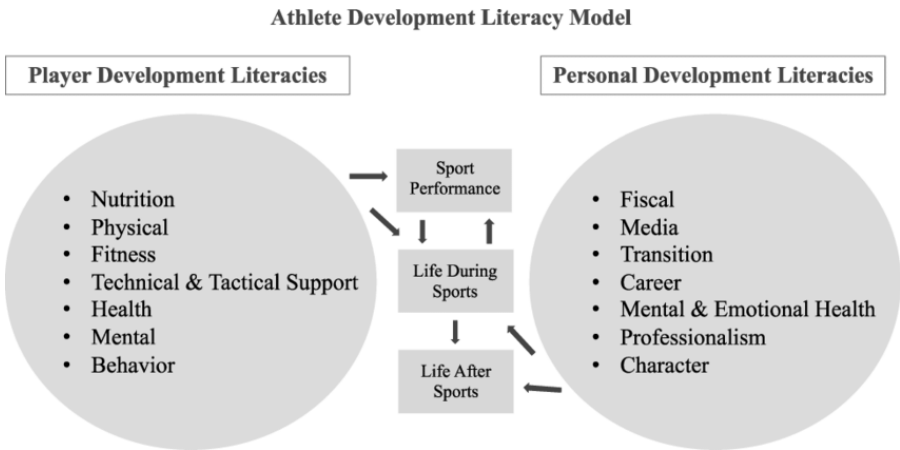 Athlete Development Literacy Model
Player Development Literacies
Personal Development Literacies
• Nutrition
• Physical
• Fitness
• Technical & Tactical Support
• Health
• Mental
• Behavior
Sport
Performance
Life During
Sports
Life After
Sports
• Fiscal
• Media
• Transition
• Career
• Mental & Emotional Health
• Professionalism
• Character